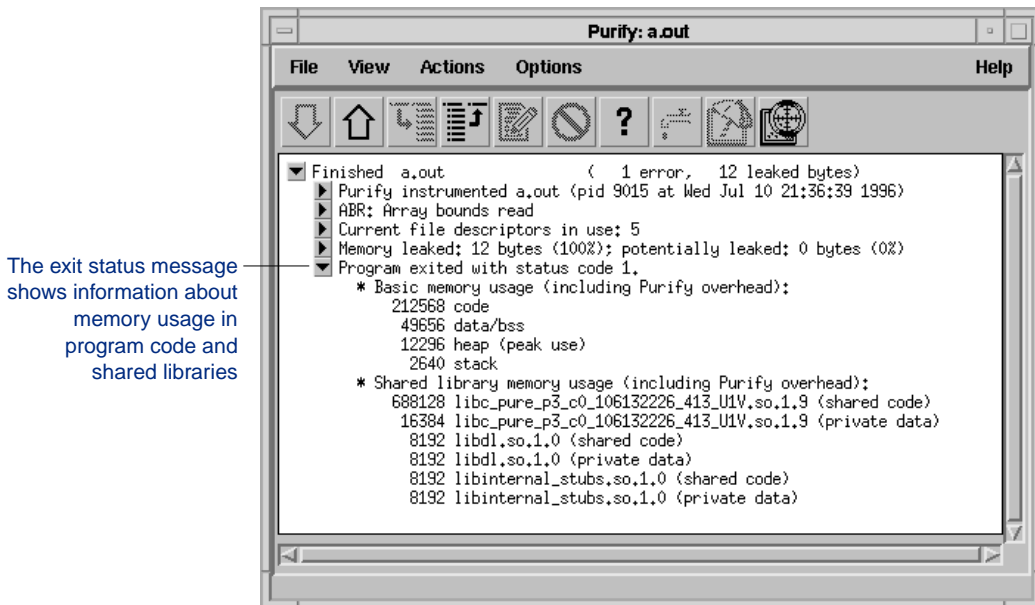 Purify: a.out
File View Actions Options Help
?
Finished a.out ( 1 error, 12 leaked bytes)
Purify instrumented a.out (pid 9015 at Wed Jul 10 21:36:39 1996)
ABR: Array bounds read
Current file descriptors in use: 5
Memory leaked: 12 bytes (100%); potentially leaked: 0 bytes (0%)
Program exited with status code 1.
* Basic memory usage (including Purify overhead):
212568 code
49656 data/bss
12296 heap (peak use)
2640 stack
* Shared library memory usage (including Purify overhead):
688128 libc_pure_p3_c0_106132226_413_U1V.so.1.9 (shared code)
16384 libc_pure_p3_c0_106132226_413_U1V.so.1.9 (private data)
8192 libdl.so.1.0 (shared code)
8192 libdl.so.1.0 (private data)
8192 libinternal_stubs.so.1.0 (shared code)
8192 libinternal_stubs.so.1.0 (private data)
The exit status message
shows information about
memory usage in
program code and
shared libraries